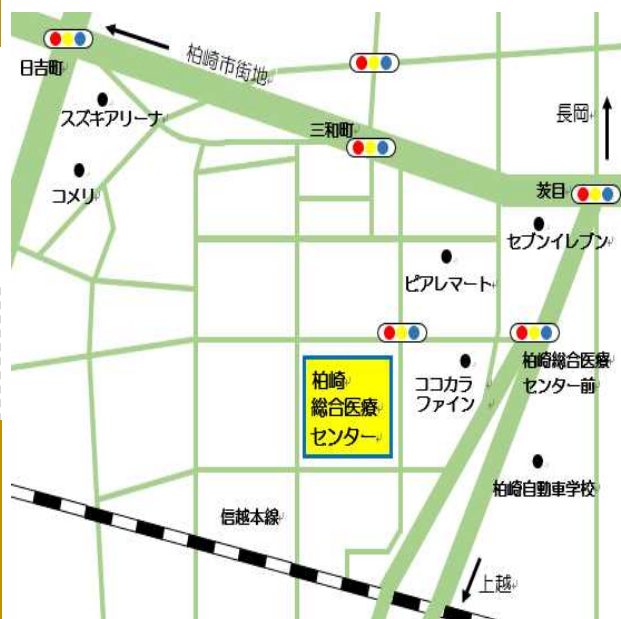 柏崎市街地
日吉町
スズキアリーナ
三和町
長岡
コメリ
茨目
セブンイレブン
ピアレマート
柏崎
総合医療
センター
ココカラ
ファイン
柏崎総合医療
センター前
柏崎自動車学校
信越本線
上越